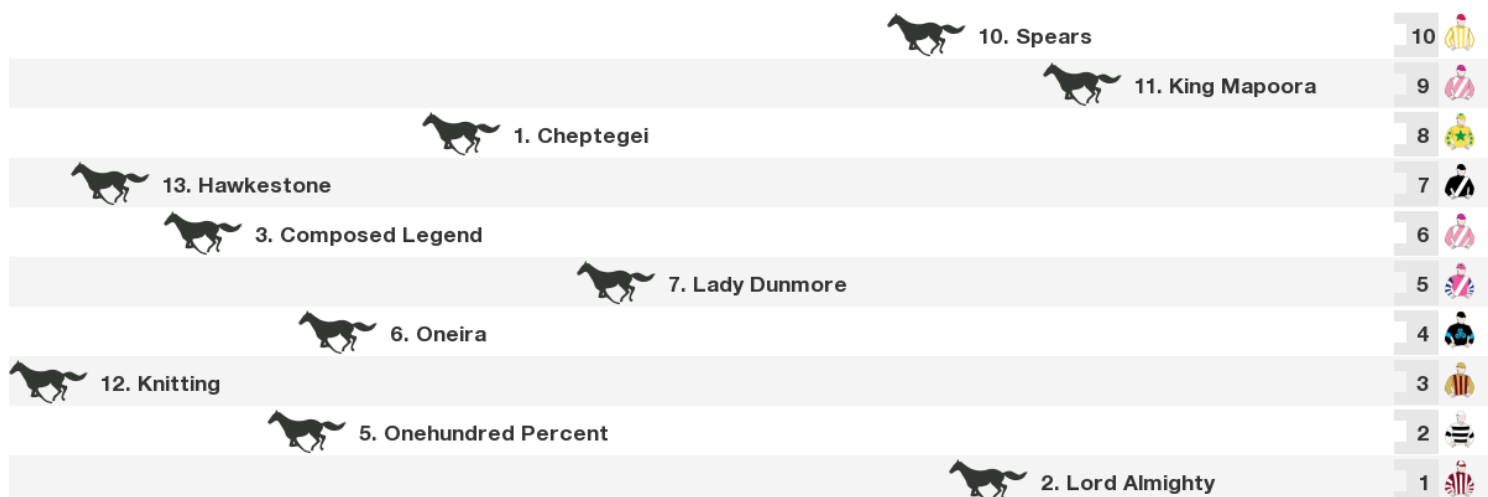 10. Spears 10
11. King Mapoora 9
1. Cheptegei 8
13. Hawkestone 7
3. Composed Legend 6
7. Lady Dunmore 5
6. Oneira 4
12. Knitting 3
5. Onehundred Percent 2
2. Lord Almighty 1